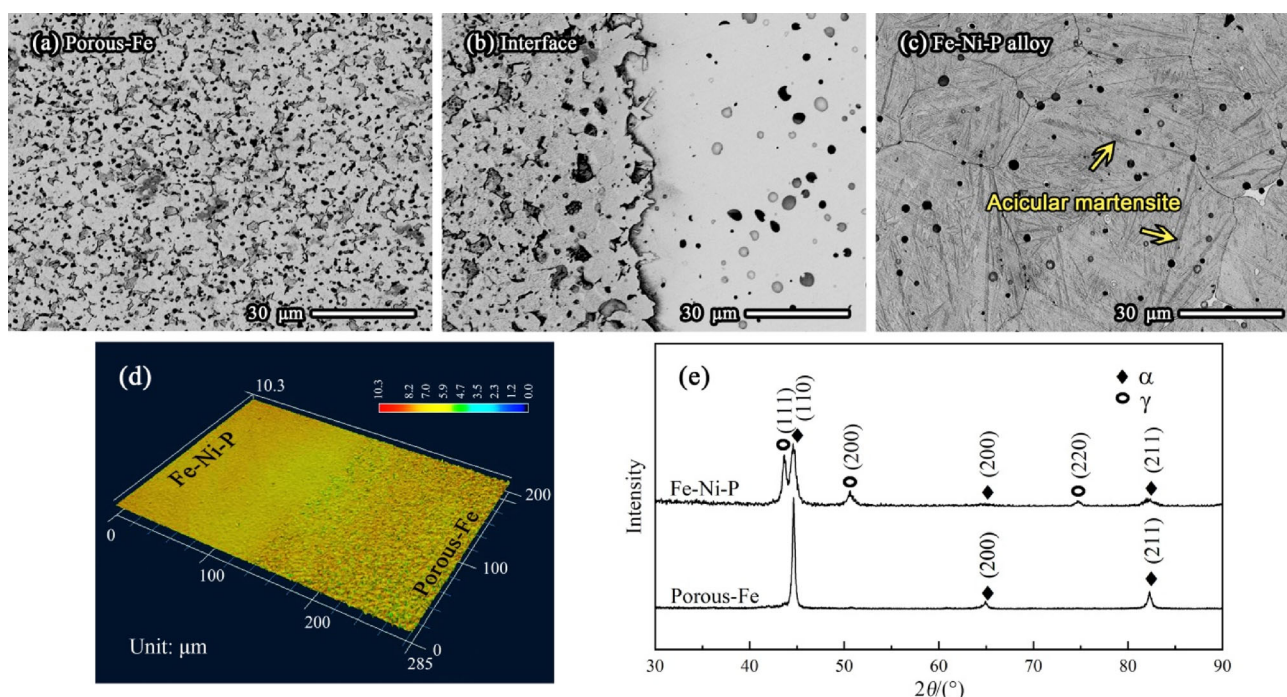 (a) Porous-Fe
30 μm
(b) Interface
30 μm
(c) Fe-Ni-P alloy
Acicular martensite
30 μm
(d)
10.3
10.3
8.2
7.0
5.9
4.7
3.5
2.3
1.2
0.0
Fe-Ni-P
Porous-Fe
0
100
200
285
0
100
200
Unit: μm
(e)
α
γ
(111)
(110)
(200)
(200)
(220)
(211)
Fe-Ni-P
(200)
(211)
Porous-Fe
Intensity
30 40 50 60 70 80 90
2θ/(°)